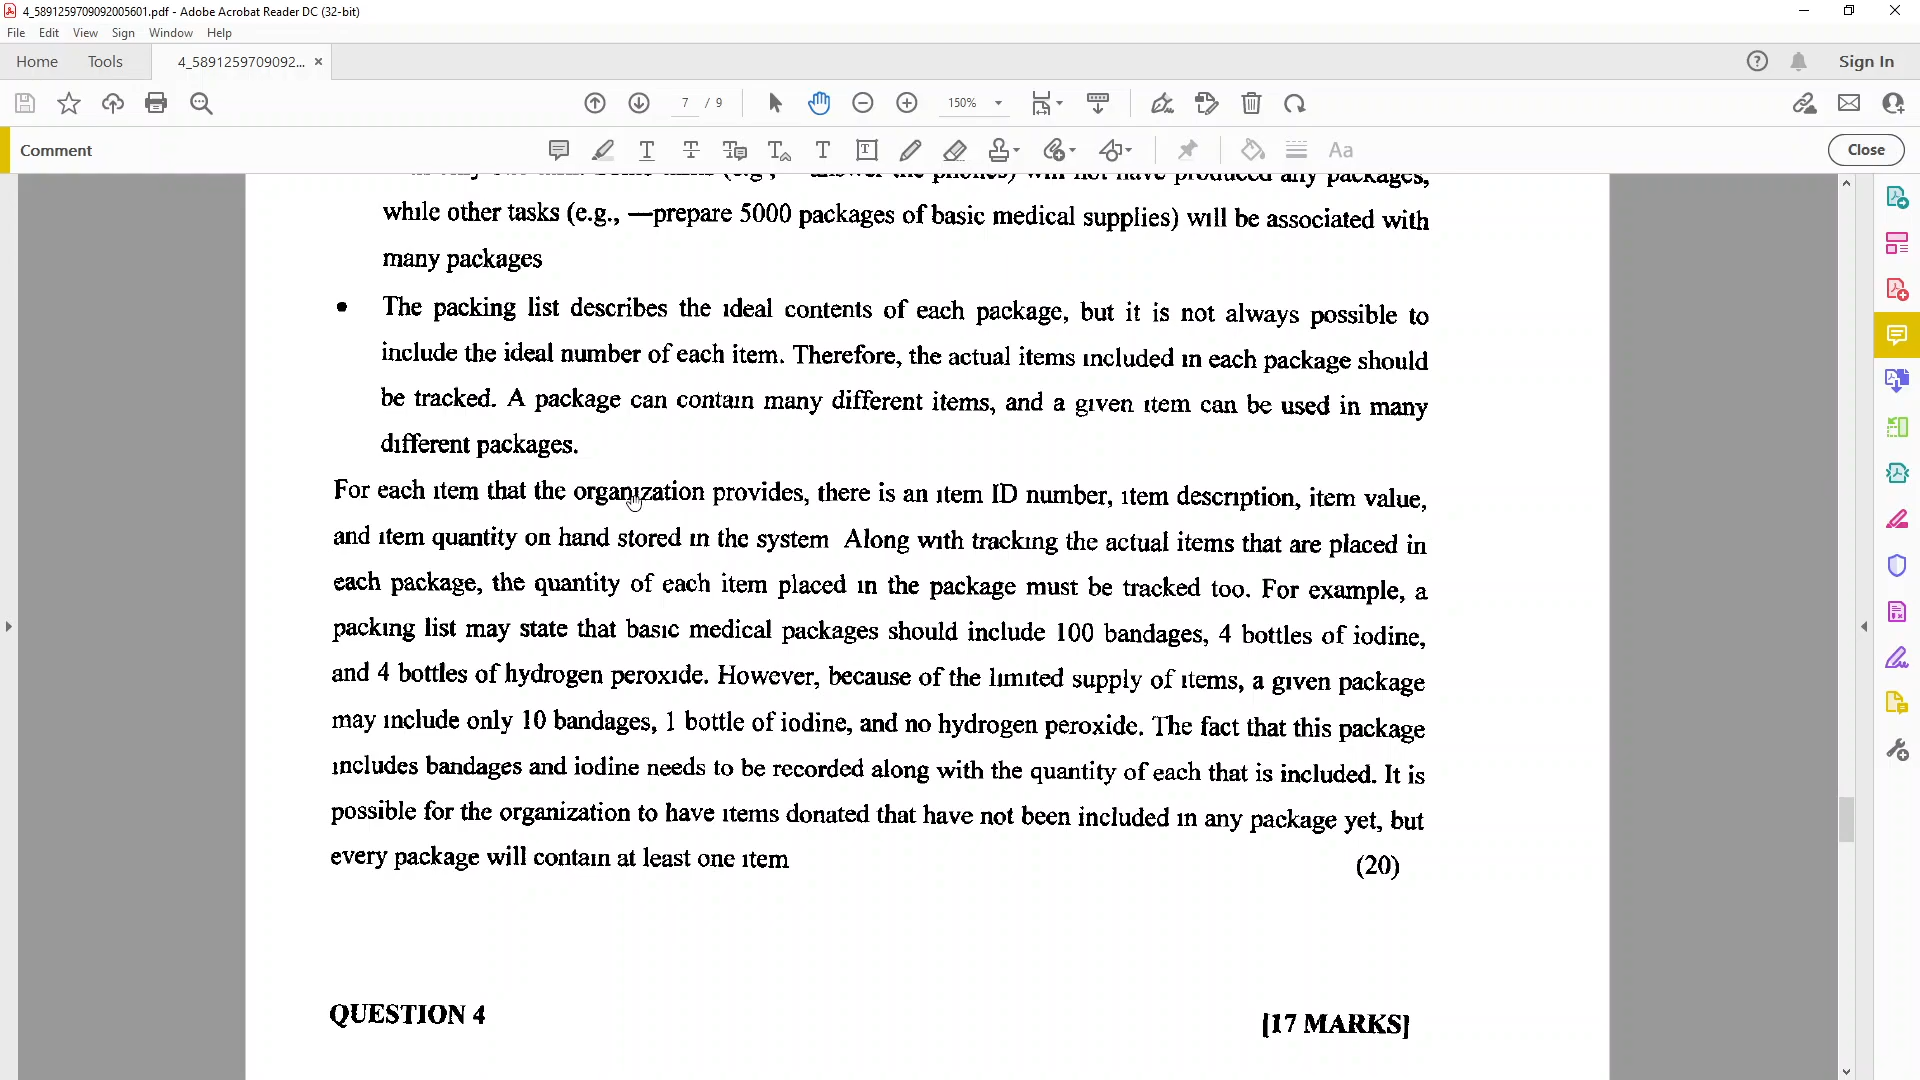 4_5891259709092005601.pdf - Adobe Acrobat Reader DC (32-bit)
File Edit View Sign Window Help
Home Tools 4_5891259709092... × Sign In
7 / 9 150%
Comment Close
while other tasks (e.g., —prepare 5000 packages of basic medical supplies) will be associated with
many packages
• The packing list describes the ideal contents of each package, but it is not always possible to
include the ideal number of each item. Therefore, the actual items included in each package should
be tracked. A package can contain many different items, and a given item can be used in many
different packages.
For each item that the organization provides, there is an item ID number, item description, item value,
and item quantity on hand stored in the system Along with tracking the actual items that are placed in
each package, the quantity of each item placed in the package must be tracked too. For example, a
packing list may state that basic medical packages should include 100 bandages, 4 bottles of iodine,
and 4 bottles of hydrogen peroxide. However, because of the limited supply of items, a given package
may include only 10 bandages, 1 bottle of iodine, and no hydrogen peroxide. The fact that this package
includes bandages and iodine needs to be recorded along with the quantity of each that is included. It is
possible for the organization to have items donated that have not been included in any package yet, but
every package will contain at least one item
(20)
QUESTION 4 [17 MARKS]